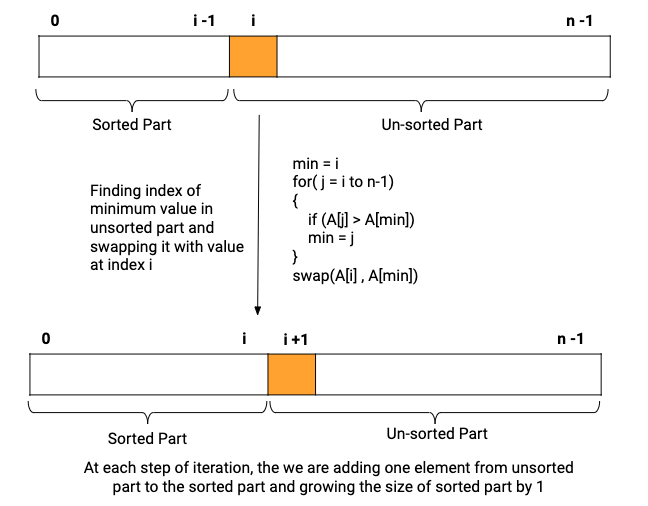 0 i -1 i n -1
Sorted Part Un-sorted Part
min = i
for( j = i to n-1)
{
if (A[j] > A[min])
min = j
}
swap(A[i] , A[min])
Finding index of
minimum value in
unsorted part and
swapping it with value
at index i
0 i i +1 n -1
Sorted Part Un-sorted Part
At each step of iteration, the we are adding one element from unsorted
part to the sorted part and growing the size of sorted part by 1